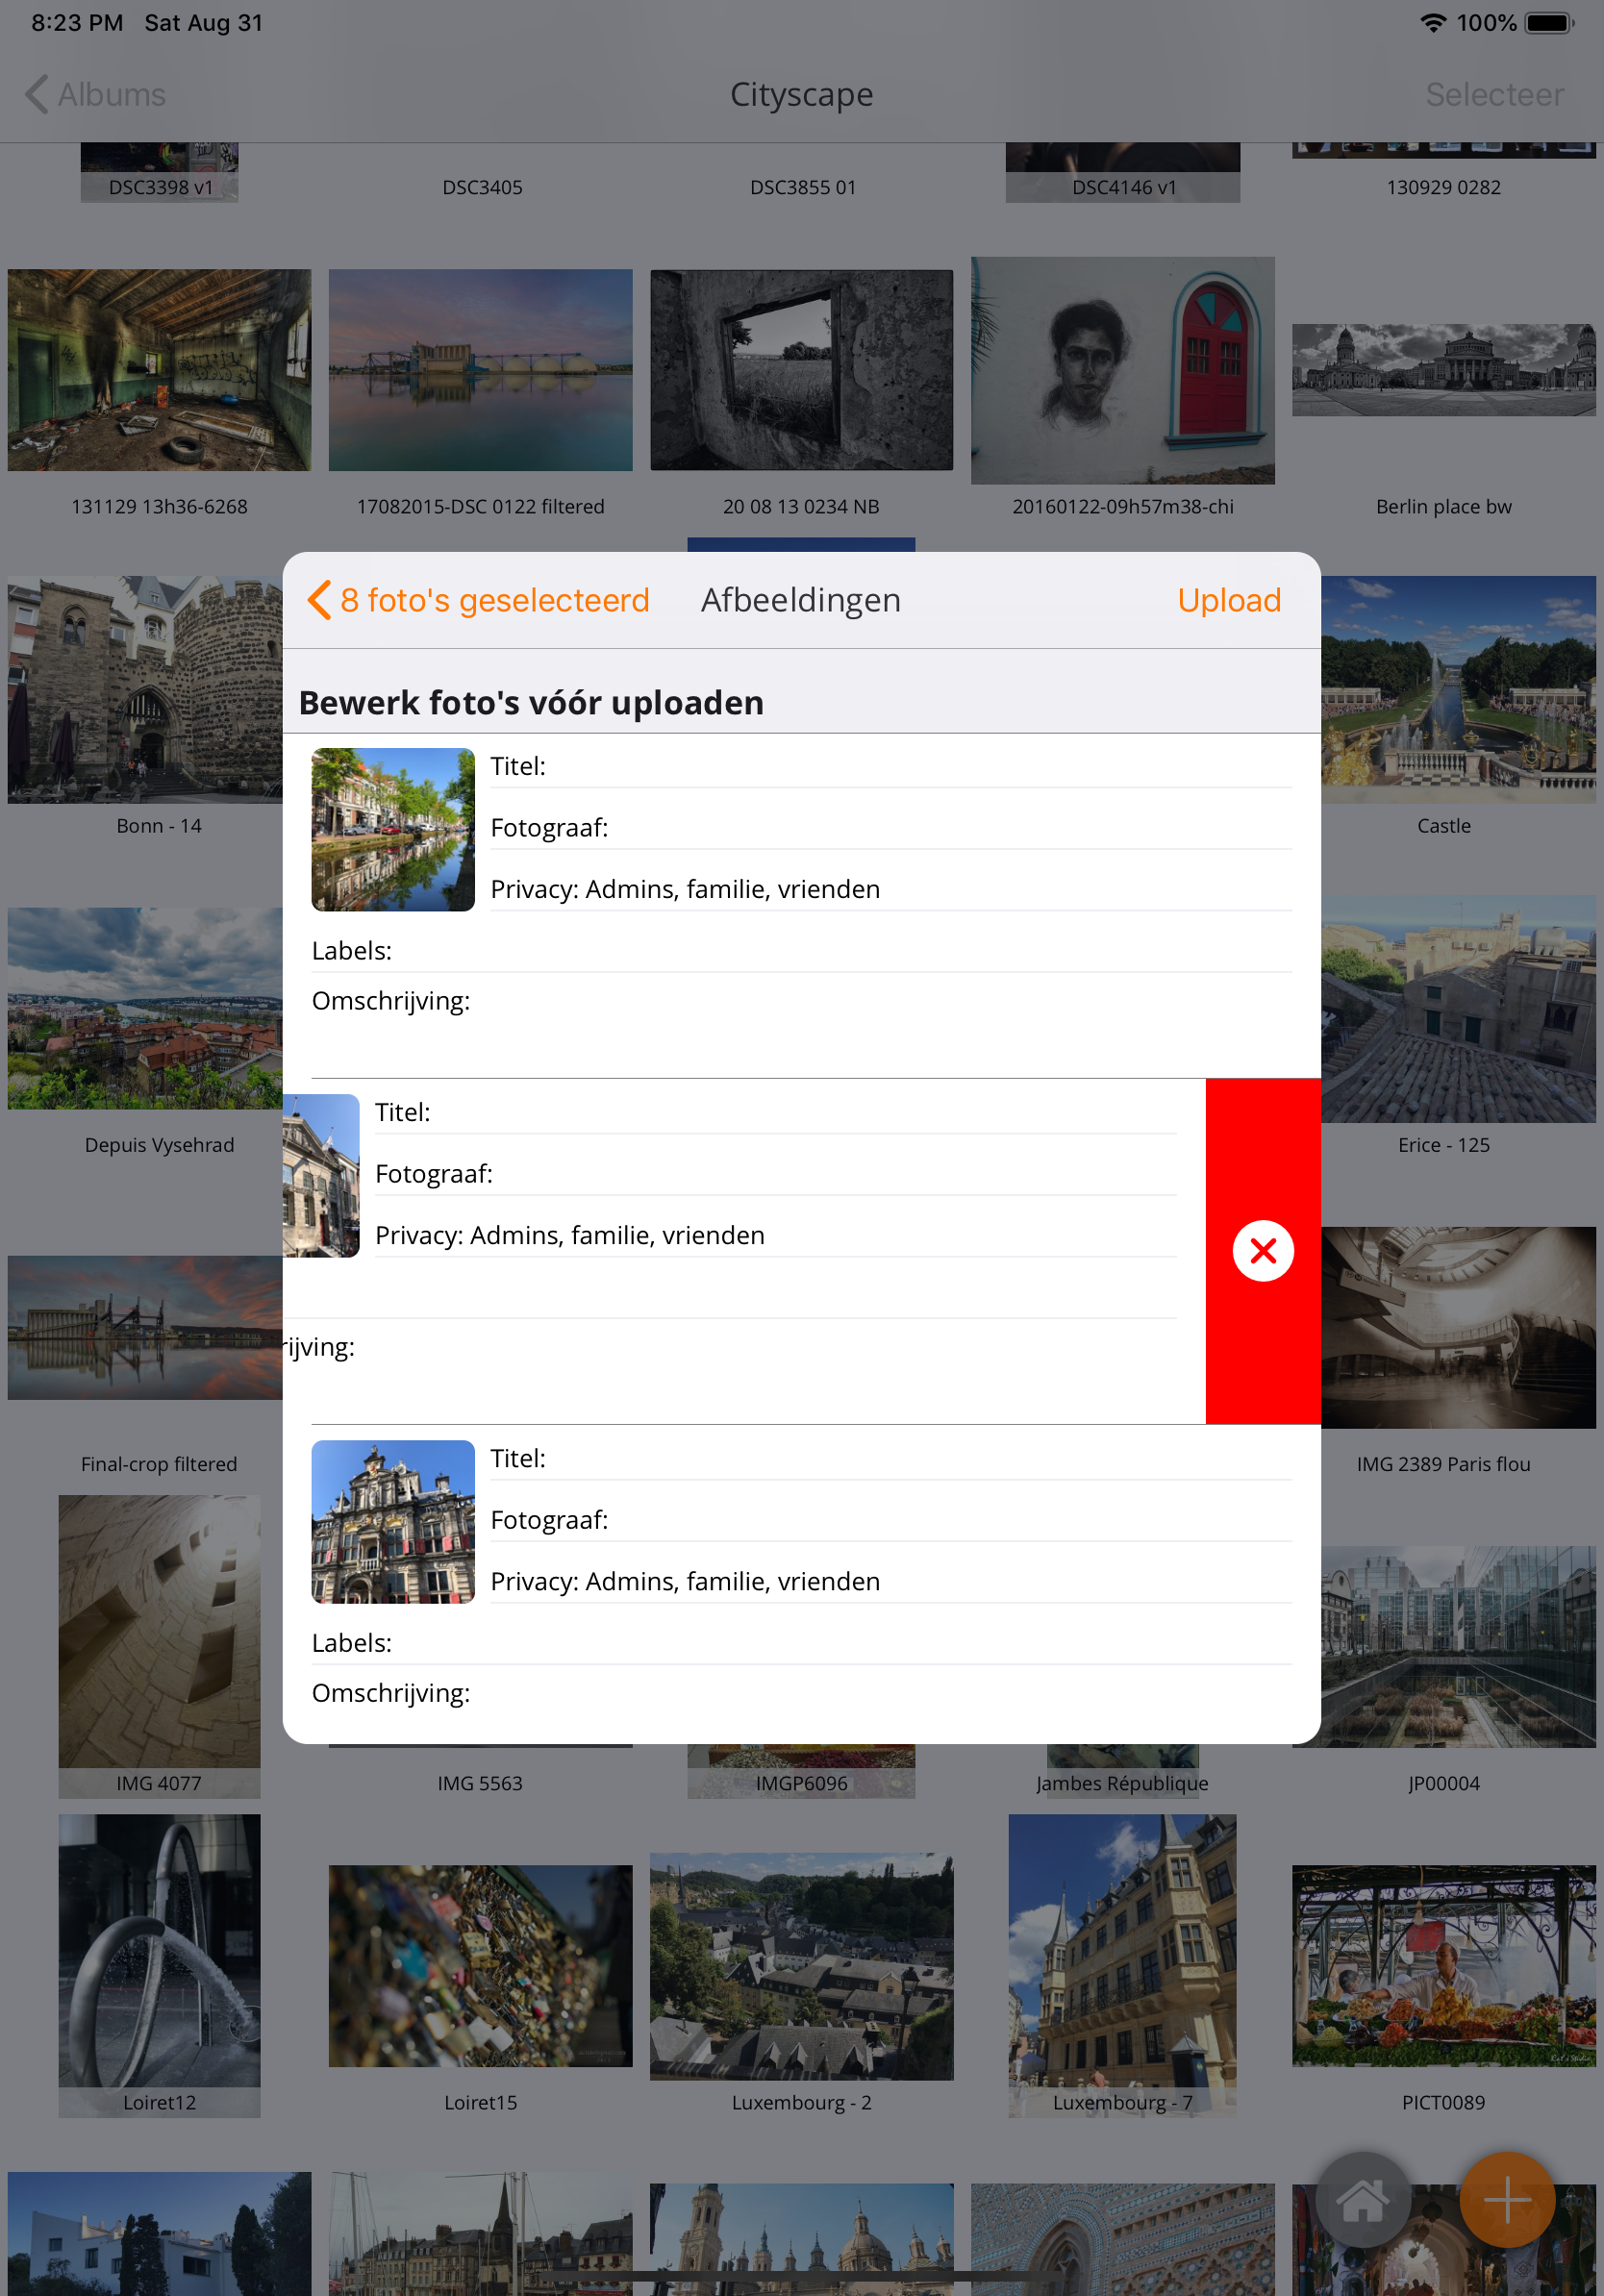 8:23 PM Sat Aug 31 100%
Albums Cityscape Selecteer
DSC3398 v1 DSC3405 DSC3855 01 DSC4146 v1 130929 0282
131129 13h36-6268 17082015-DSC 0122 filtered 20 08 13 0234 NB 20160122-09h57m38-chi Berlin place bw
8 foto's geselecteerd Afbeeldingen Upload
Bewerk foto's vóór uploaden
Titel:
Fotograaf:
Privacy: Admins, familie, vrienden
Labels:
Omschrijving:
Titel:
Fotograaf:
Privacy: Admins, familie, vrienden
rijving:
Titel:
Fotograaf:
Privacy: Admins, familie, vrienden
Labels:
Omschrijving:
Bonn - 14 Castle
Depuis Vysehrad Erice - 125
Final-crop filtered IMG 2389 Paris flou
IMG 4077 IMG 5563 IMGP6096 Jambes République JP00004
Loiret12 Loiret15 Luxembourg - 2 Luxembourg - 7 PICT0089